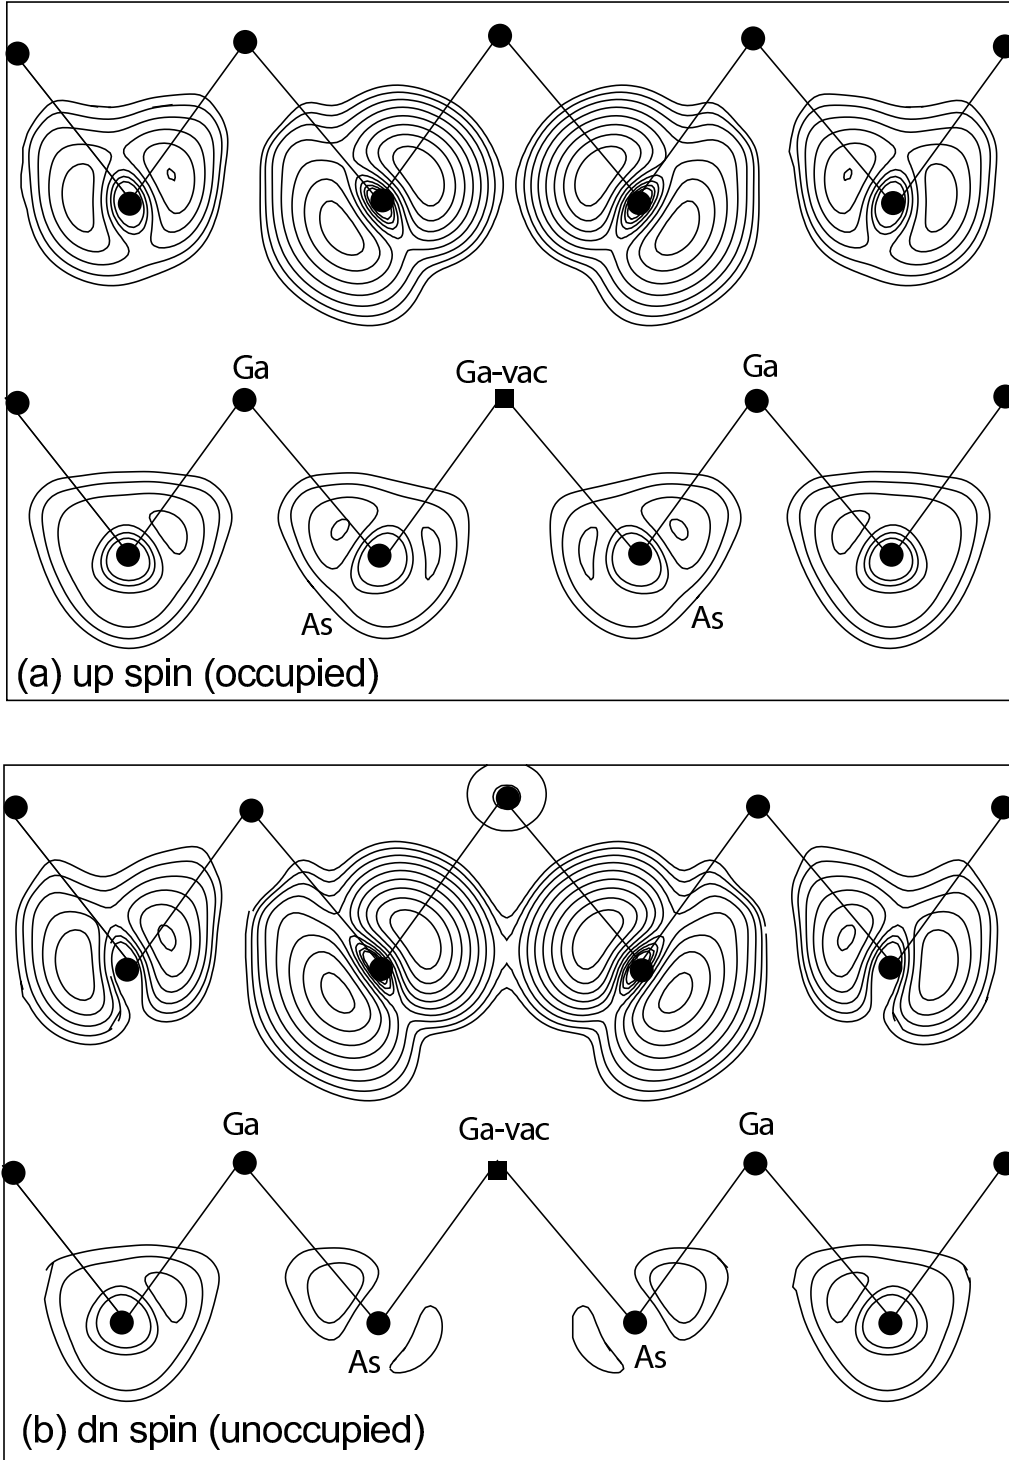 Ga Ga-vac Ga
As As
(a) up spin (occupied)
Ga Ga-vac Ga
As As
(b) dn spin (unoccupied)